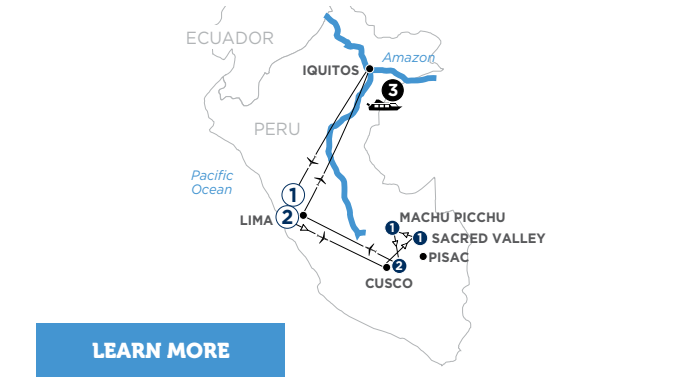 ECUADOR
Amazon
IQUITOS
3
PERU
Pacific
Ocean
1
LIMA 2
MACHU PICCHU
1
1 SACRED VALLEY
PISAC
2
CUSCO
LEARN MORE